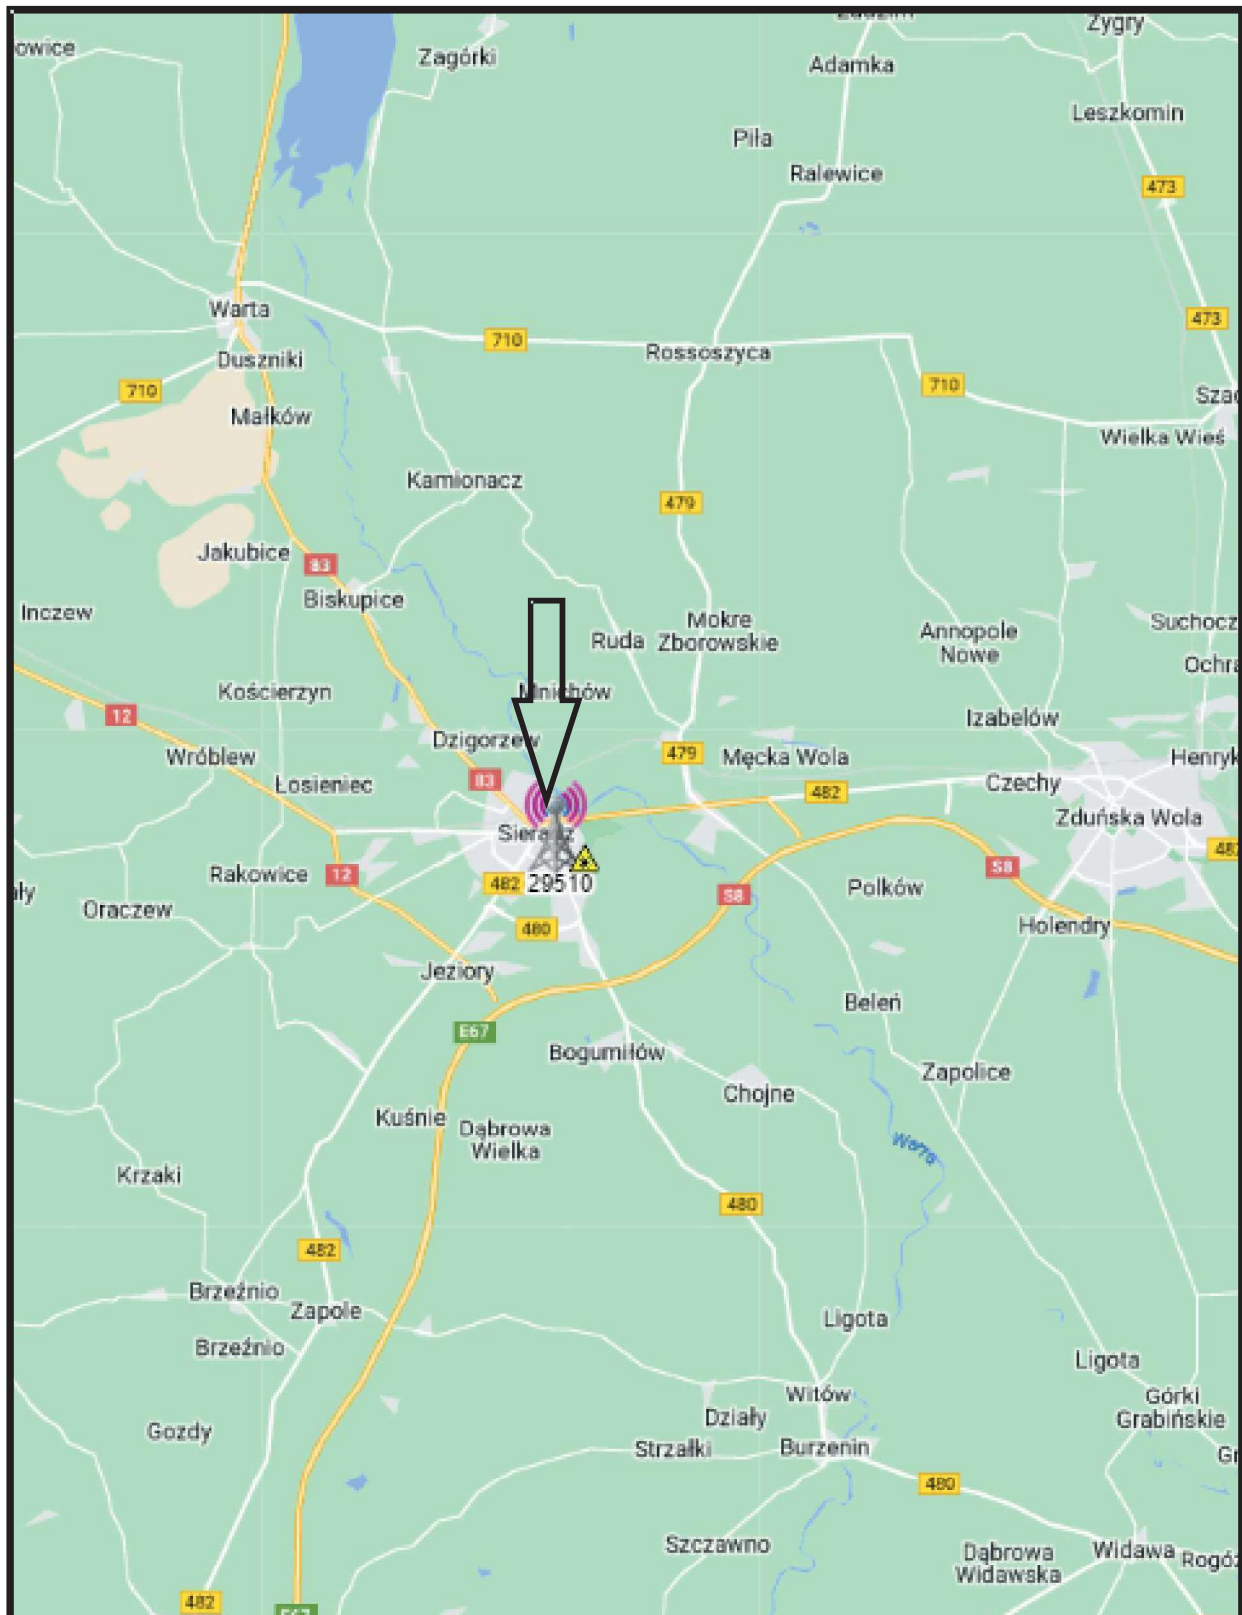 Zagórki
Adamka
Zygry
Leszkomin
Piła
Ralewice
473
Warta
473
710
Rossoszyca
Duszniki
710
710
Małków
Wielka Wieś
Kamionacz
479
Jakubice
83
Biskupice
Inczew
Ruda
Mokre
Zborowskie
Annopole
Nowe
Kościerzyn
Mnichów
12
Izabelów
Dzigorzew
Wróblew
479
Męcka Wola
Łosieniec
83
482
Czechy
Zduńska Wola
Rakowice
12
482
29510
S8
Polków
S8
Oraczew
480
Holendry
Jeziory
Beleń
E67
Bogumiłów
Zapolice
Chojne
Kuśnie
Dąbrowa
Wielka
Warta
Krzaki
480
482
Brzeźnio
Zapole
Ligota
Brzeźnio
Ligota
Witów
Górki
Grabińskie
Działy
Gozdy
Strzałki
Burzenin
480
Szczawno
Dąbrowa
Widawska
Widawa
482